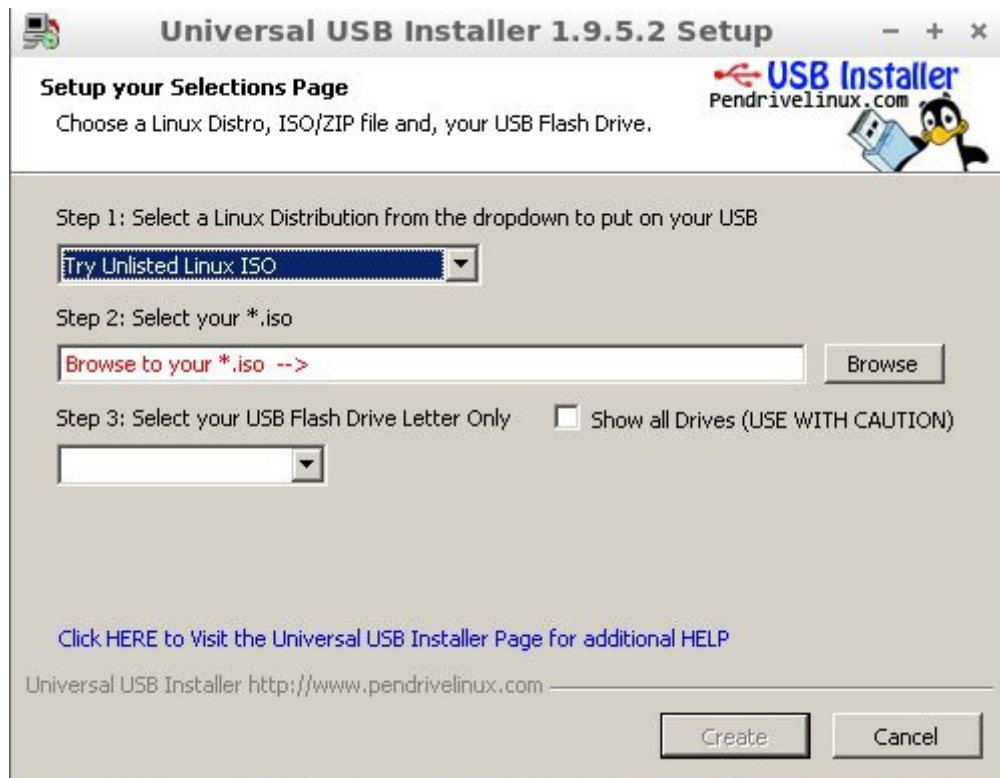 Universal USB Installer 1.9.5.2 Setup
Setup your Selections Page
Choose a Linux Distro, ISO/ZIP file and, your USB Flash Drive.
USB Installer
Pendrivelinux.com
Step 1: Select a Linux Distribution from the dropdown to put on your USB
Try Unlisted Linux ISO
Step 2: Select your *.iso
Browse to your *.iso -->
Browse
Step 3: Select your USB Flash Drive Letter Only
Show all Drives (USE WITH CAUTION)
Click HERE to Visit the Universal USB Installer Page for additional HELP
Universal USB Installer http://www.pendrivelinux.com
Create
Cancel